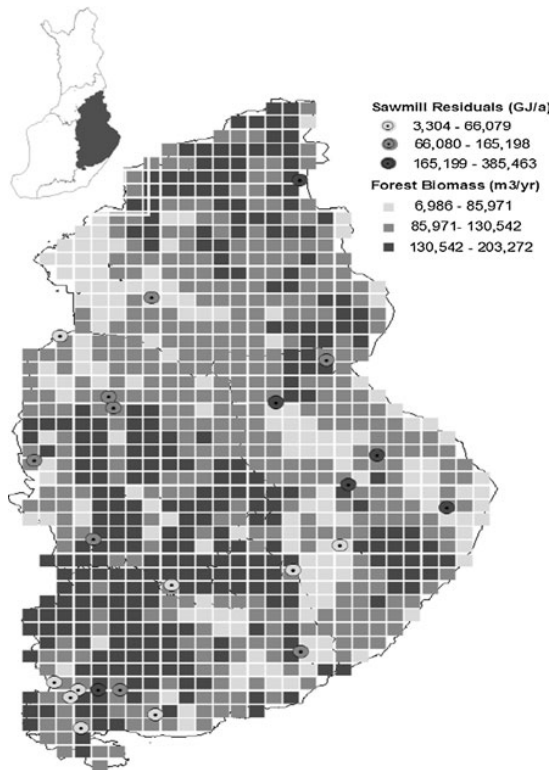 Sawmill Residuals (GJ/a)
3,304 - 66,079
66,080 - 165,198
165,199 - 385,463
Forest Biomass (m3/yr)
6,986 - 85,971
85,971- 130,542
130,542 - 203,272